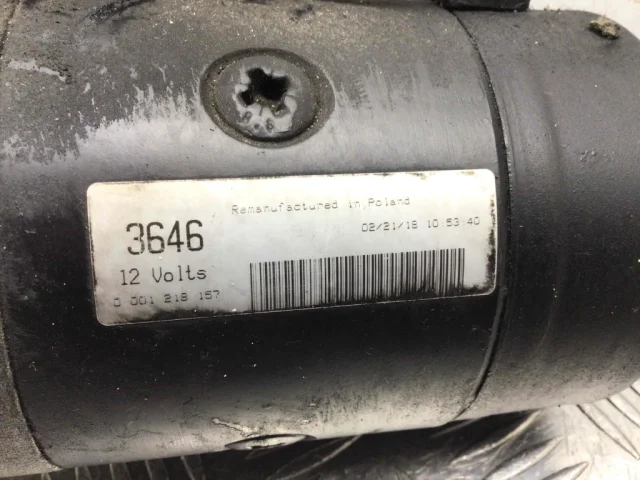 Remanufactured in Poland
3646
02/21/18 10:53:40
12 Volts
0 001 218 157